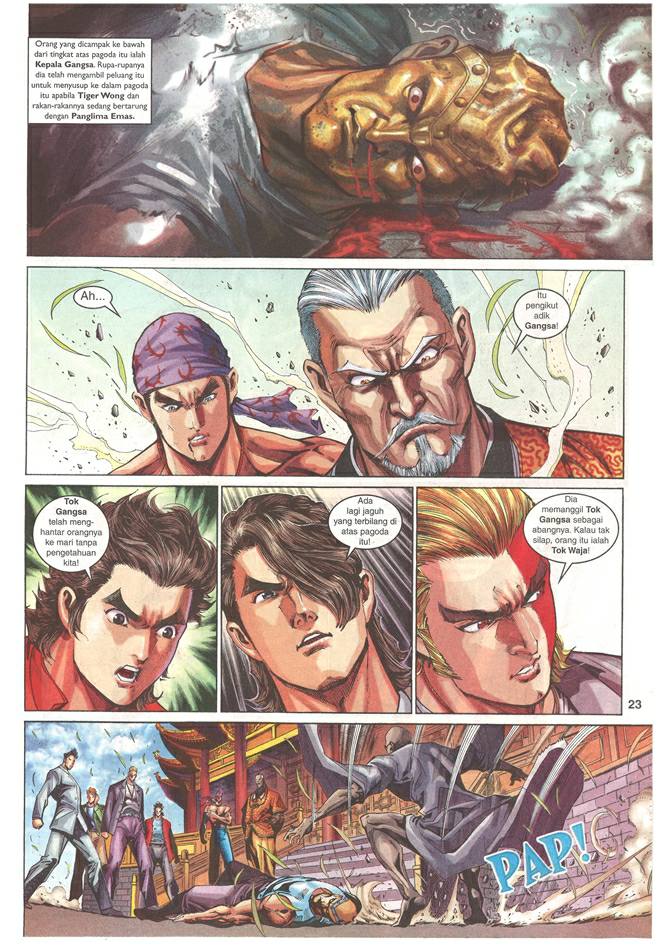 Orang yang dicampak ke bawah
dari tingkat atas pagoda itu ialah
Kepala Gangsa. Rupa-rupanya
dia telah mengambil peluang itu
untuk menyusup ke dalam pagoda
itu apabila Tiger Wong dan
rakan-rakannya sedang bertarung
dengan Panglima Emas.
Ah...
Itu
pengikut
adik
Gangsa!
Tok
Gangsa
telah meng-
hantar orangnya
ke mari tanpa
pengetahuan
kita!
Ada
lagi jaguh
yang terbilang di
atas pagoda
itu!
Dia
memanggil Tok
Gangsa sebagai
abangnya. Kalau tak
silap, orang itu ialah
Tok Waja!
23
PAP!